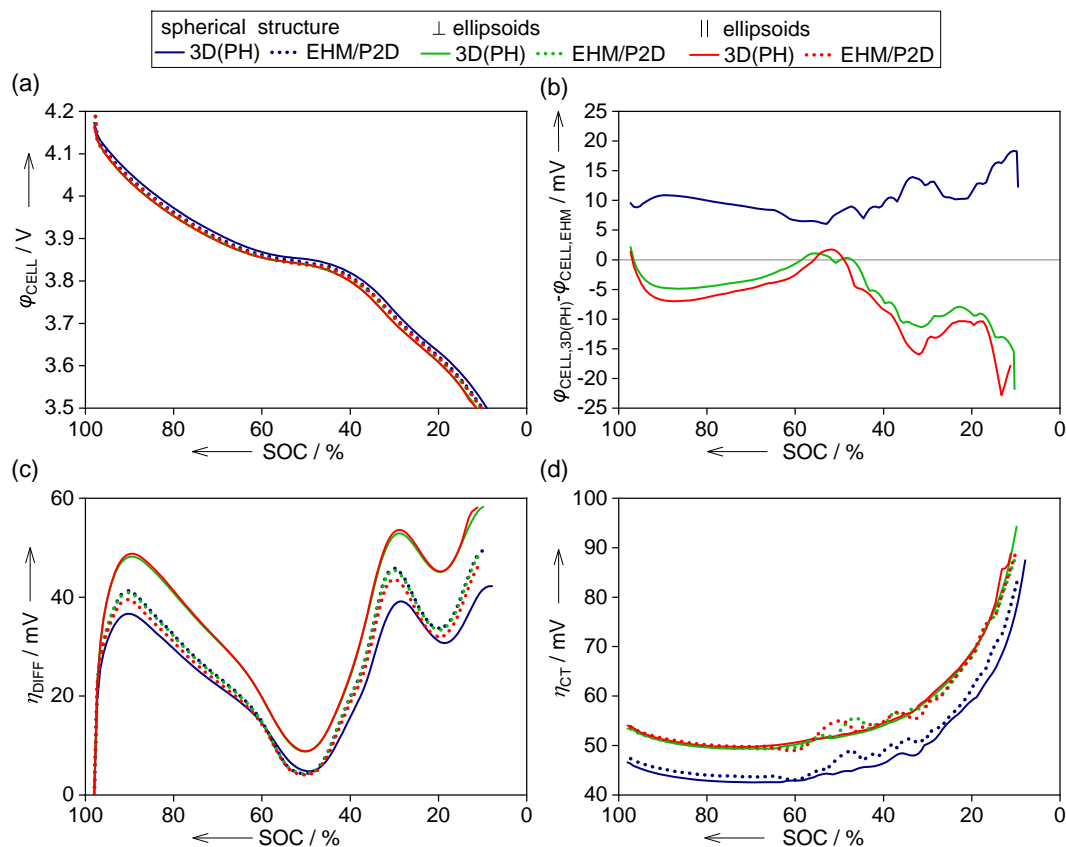 spherical structure ⊥ ellipsoids || ellipsoids
3D(PH) EHM/P2D 3D(PH) EHM/P2D 3D(PH) EHM/P2D
(a)
4.2
4.1
4
3.9
3.8
3.7
3.6
3.5
φCELL / V
100 80 60 40 20 0
SOC / %
(b)
25
20
15
10
5
0
-5
-10
-15
-20
-25
φCELL,3D(PH)-φCELL,EHM / mV
100 80 60 40 20 0
SOC / %
(c)
60
40
20
0
ηDIFF / mV
100 80 60 40 20 0
SOC / %
(d)
100
90
80
70
60
50
40
ηCT / mV
100 80 60 40 20 0
SOC / %